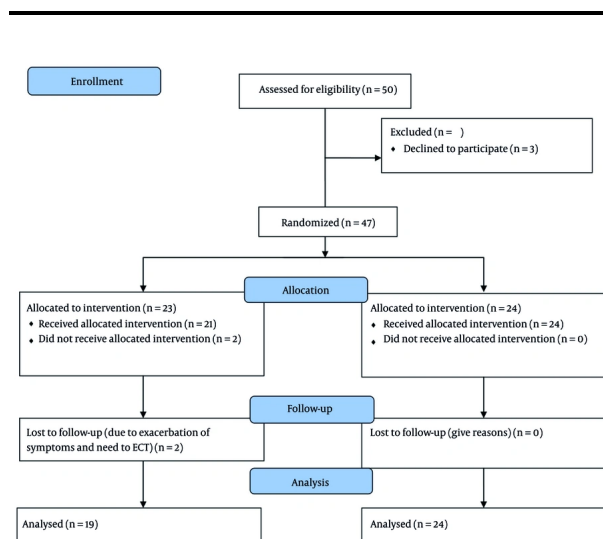 Enrollment
Assessed for eligibility (n = 50)
Excluded (n = )
♦ Declined to participate (n = 3)
Randomized (n = 47)
Allocation
Allocated to intervention (n = 23)
♦ Received allocated intervention (n = 21)
♦ Did not receive allocated intervention (n = 2)
Allocated to intervention (n = 24)
♦ Received allocated intervention (n = 24)
♦ Did not receive allocated intervention (n = 0)
Follow-up
Lost to follow-up (due to exacerbation of
symptoms and need to ECT) (n = 2)
Lost to follow-up (give reasons) (n = 0)
Analysis
Analysed (n = 19)
Analysed (n = 24)